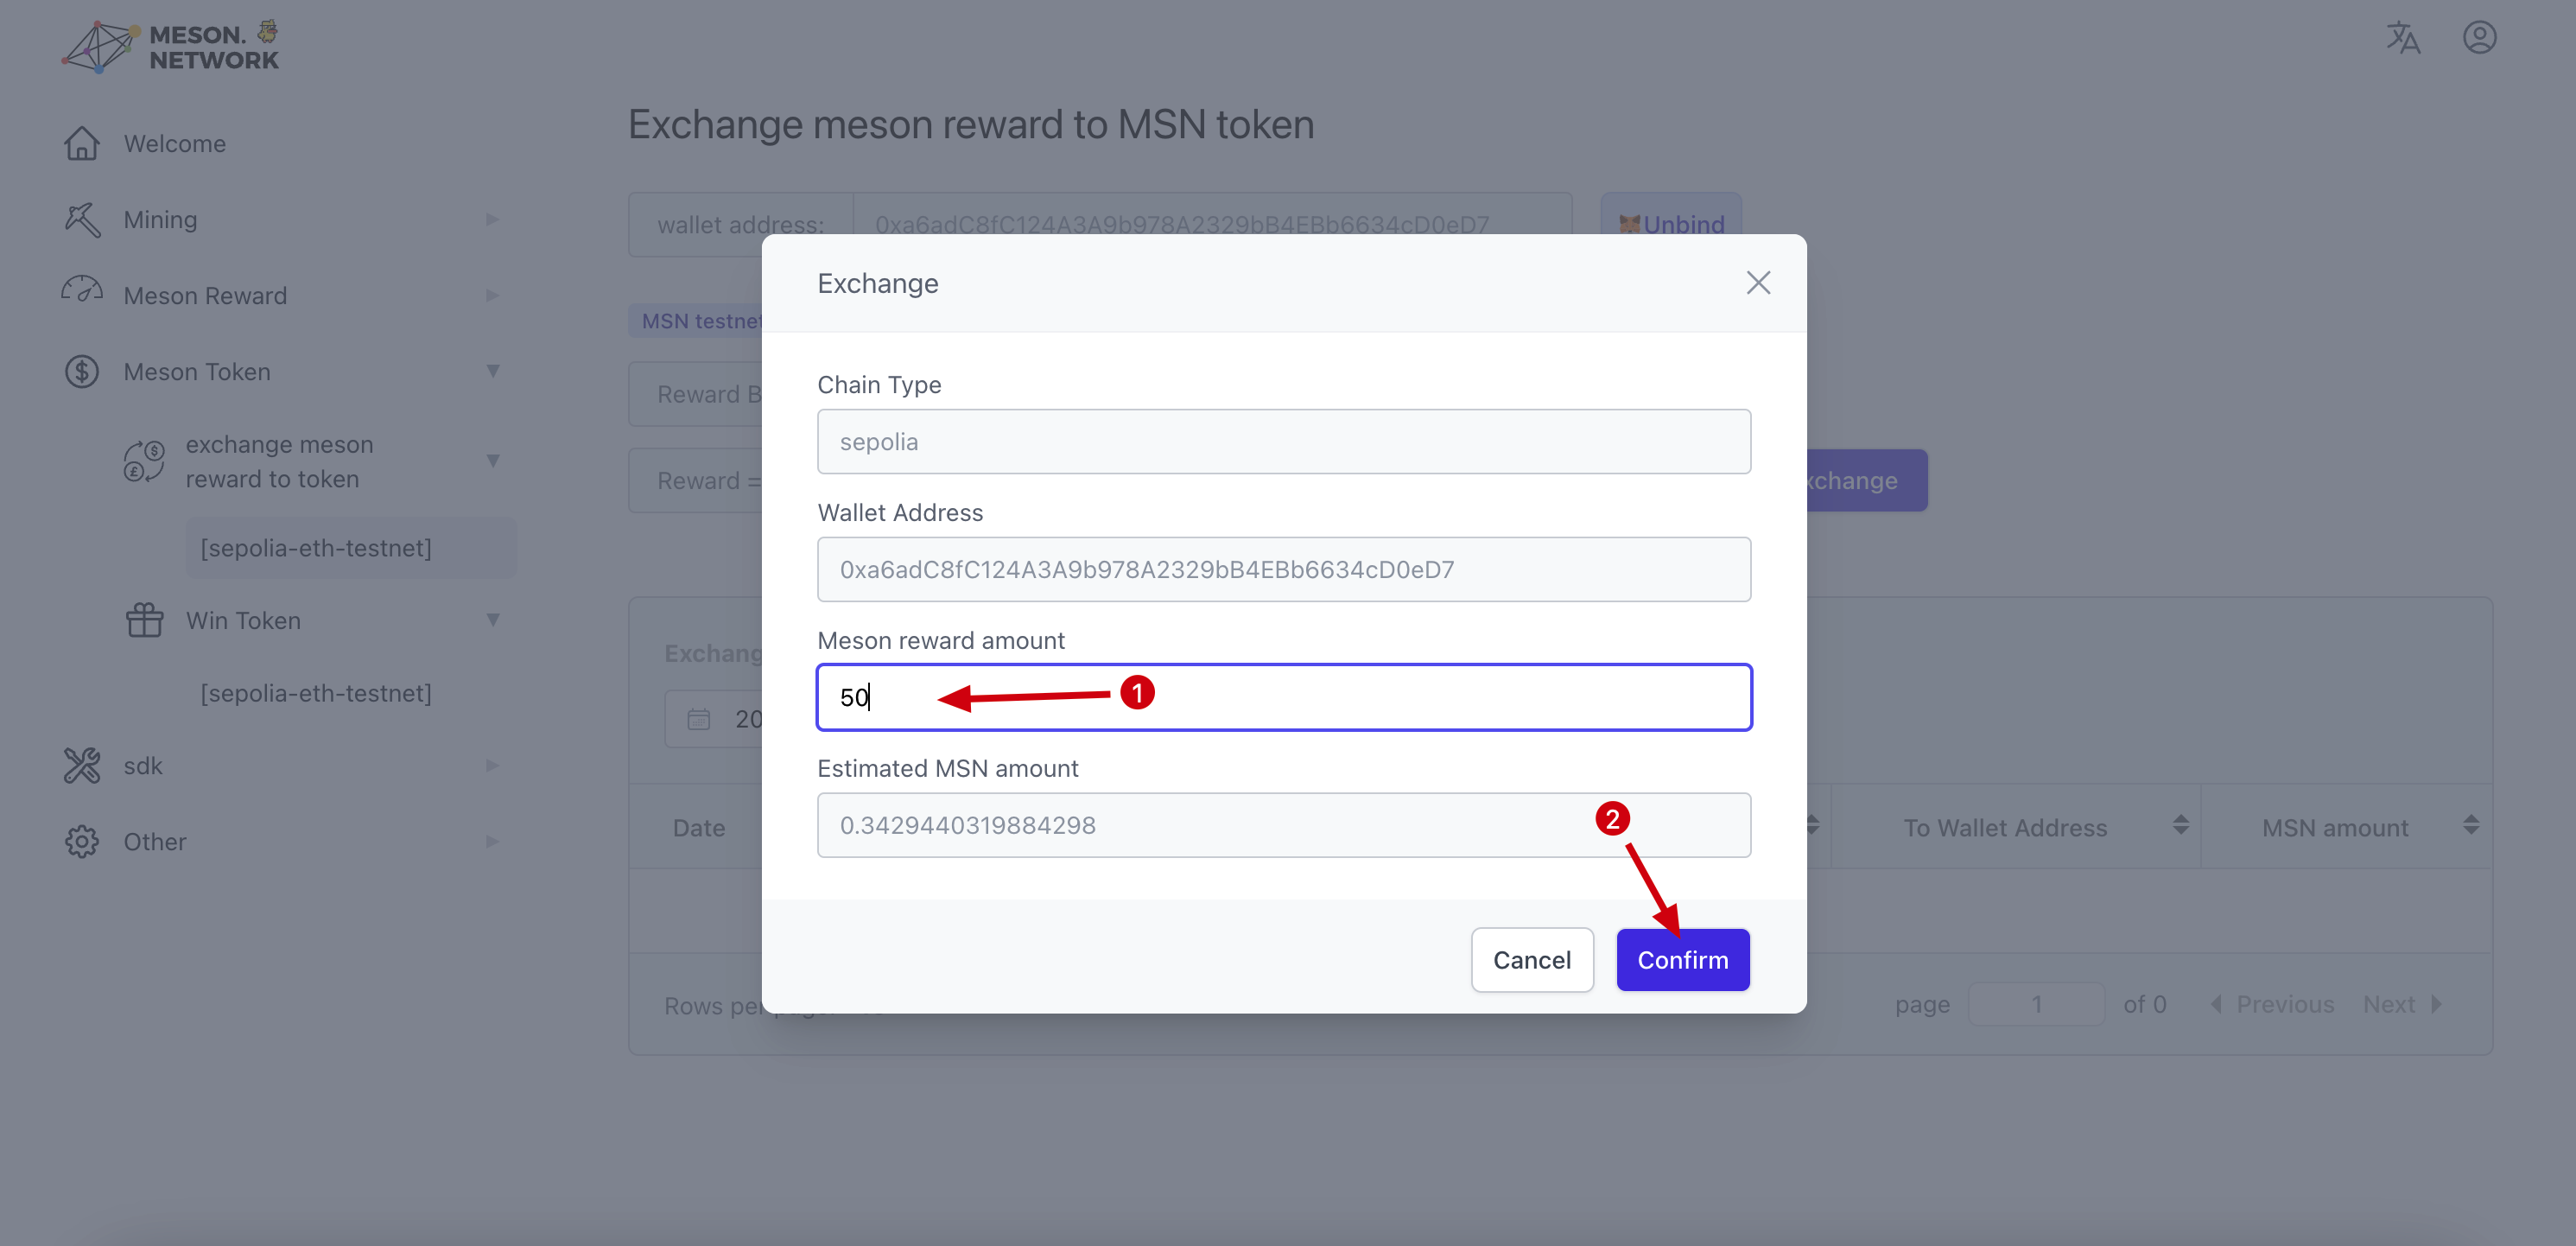 MESON.
NETWORK
Welcome
Mining
Meson Reward
Meson Token
exchange meson
reward to token
[sepolia-eth-testnet]
Win Token
[sepolia-eth-testnet]
sdk
Other
Exchange meson reward to MSN token
wallet address:
0xa6adC8fC124A3A9b978A2329bB4EBb6634cD0eD7
Unbind
MSN testnet
Reward B
Reward =
xchange
Exchang
20
Date
To Wallet Address
MSN amount
Rows per page:
page
1
of 0
Previous
Next
Exchange
Chain Type
sepolia
Wallet Address
0xa6adC8fC124A3A9b978A2329bB4EBb6634cD0eD7
Meson reward amount
50
1
Estimated MSN amount
0.3429440319884298
2
Cancel
Confirm